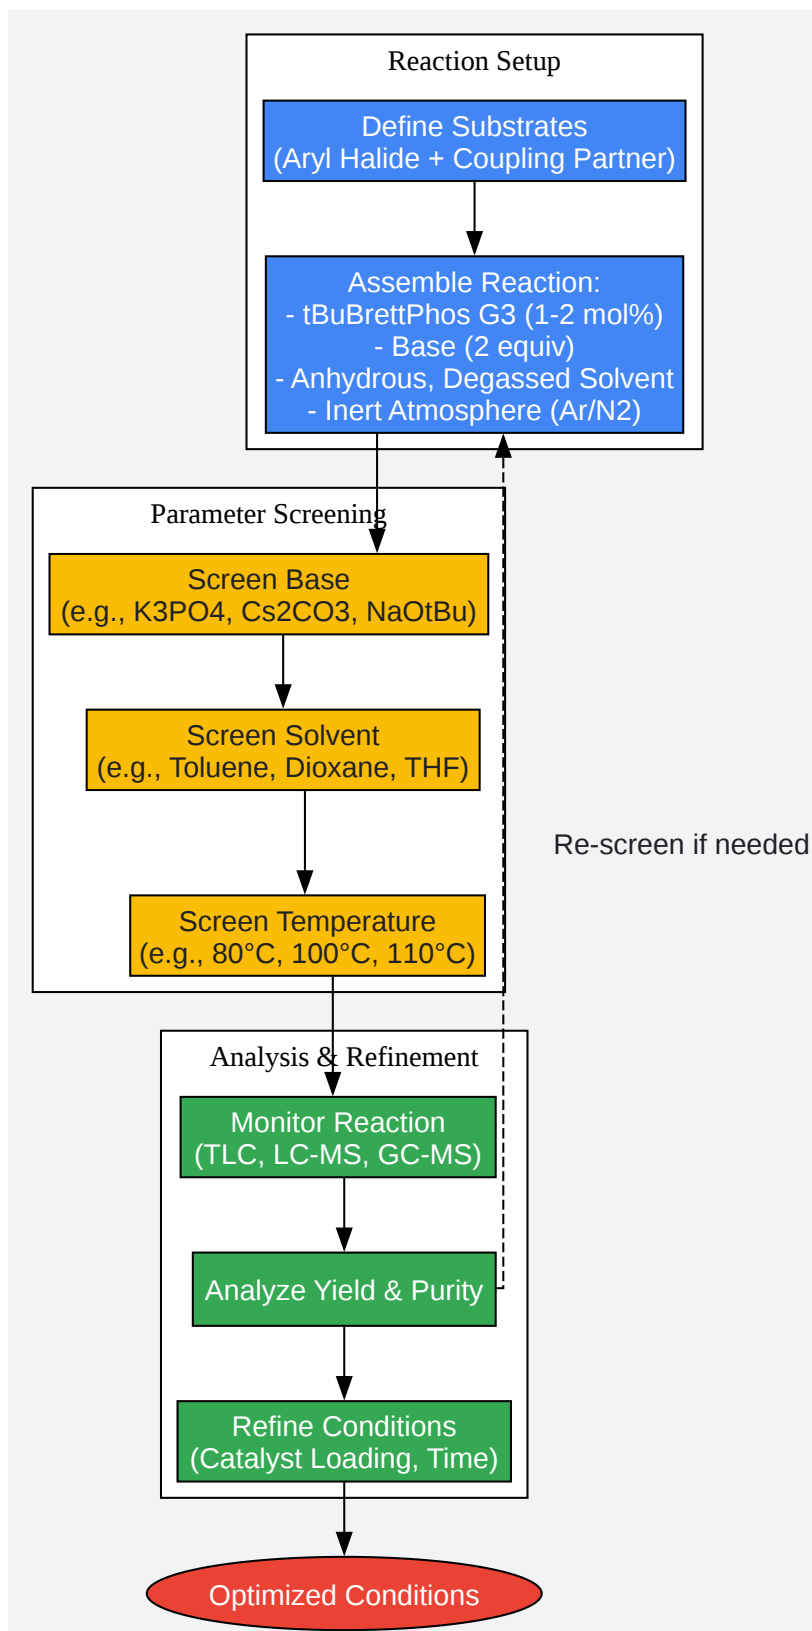 Reaction Setup
Define Substrates
(Aryl Halide + Coupling Partner)
Assemble Reaction:
- tBuBrettPhos G3 (1-2 mol%)
- Base (2 equiv)
- Anhydrous, Degassed Solvent
- Inert Atmosphere (Ar/N2)
Parameter Screening
Screen Base
(e.g., K3PO4, Cs2CO3, NaOtBu)
Screen Solvent
(e.g., Toluene, Dioxane, THF)
Re-screen if needed
Screen Temperature
(e.g., 80°C, 100°C, 110°C)
Analysis & Refinement
Monitor Reaction
(TLC, LC-MS, GC-MS)
Analyze Yield & Purity
Refine Conditions
(Catalyst Loading, Time)
Optimized Conditions